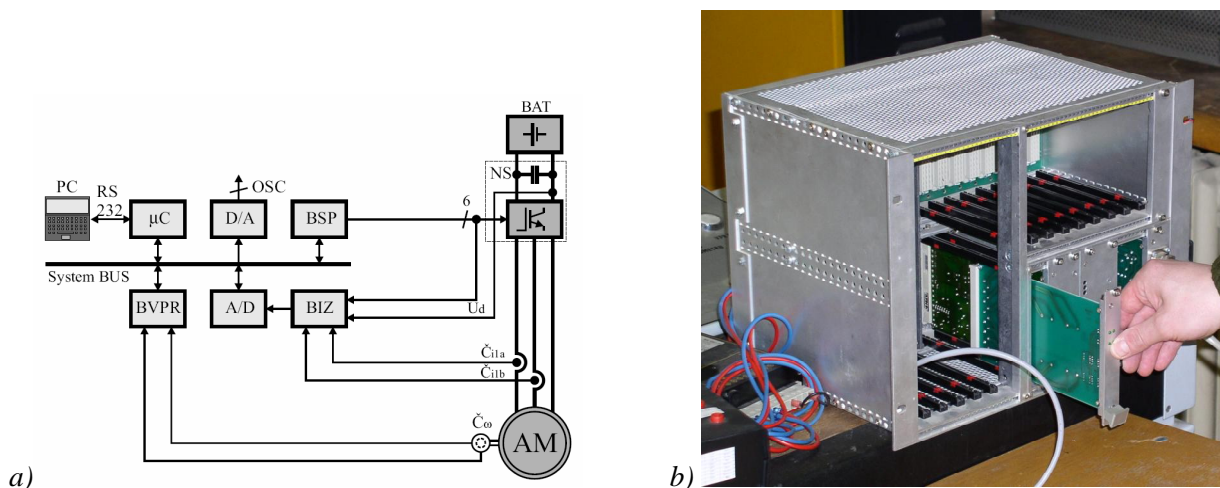 BAT
NS
PC
RS
232
μC
OSC
D/A
BSP
6
System BUS
BVPR
A/D
BIZ
Ud
Či1a
Či1b
Čω
AM
a)
b)